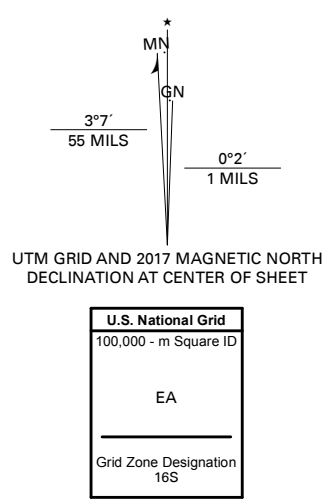 MN
GN
3°7´
55 MILS
0°2´
1 MILS
UTM GRID AND 2017 MAGNETIC NORTH
DECLINATION AT CENTER OF SHEET
U.S. National Grid
100,000 - m Square ID
EA
Grid Zone Designation
16S